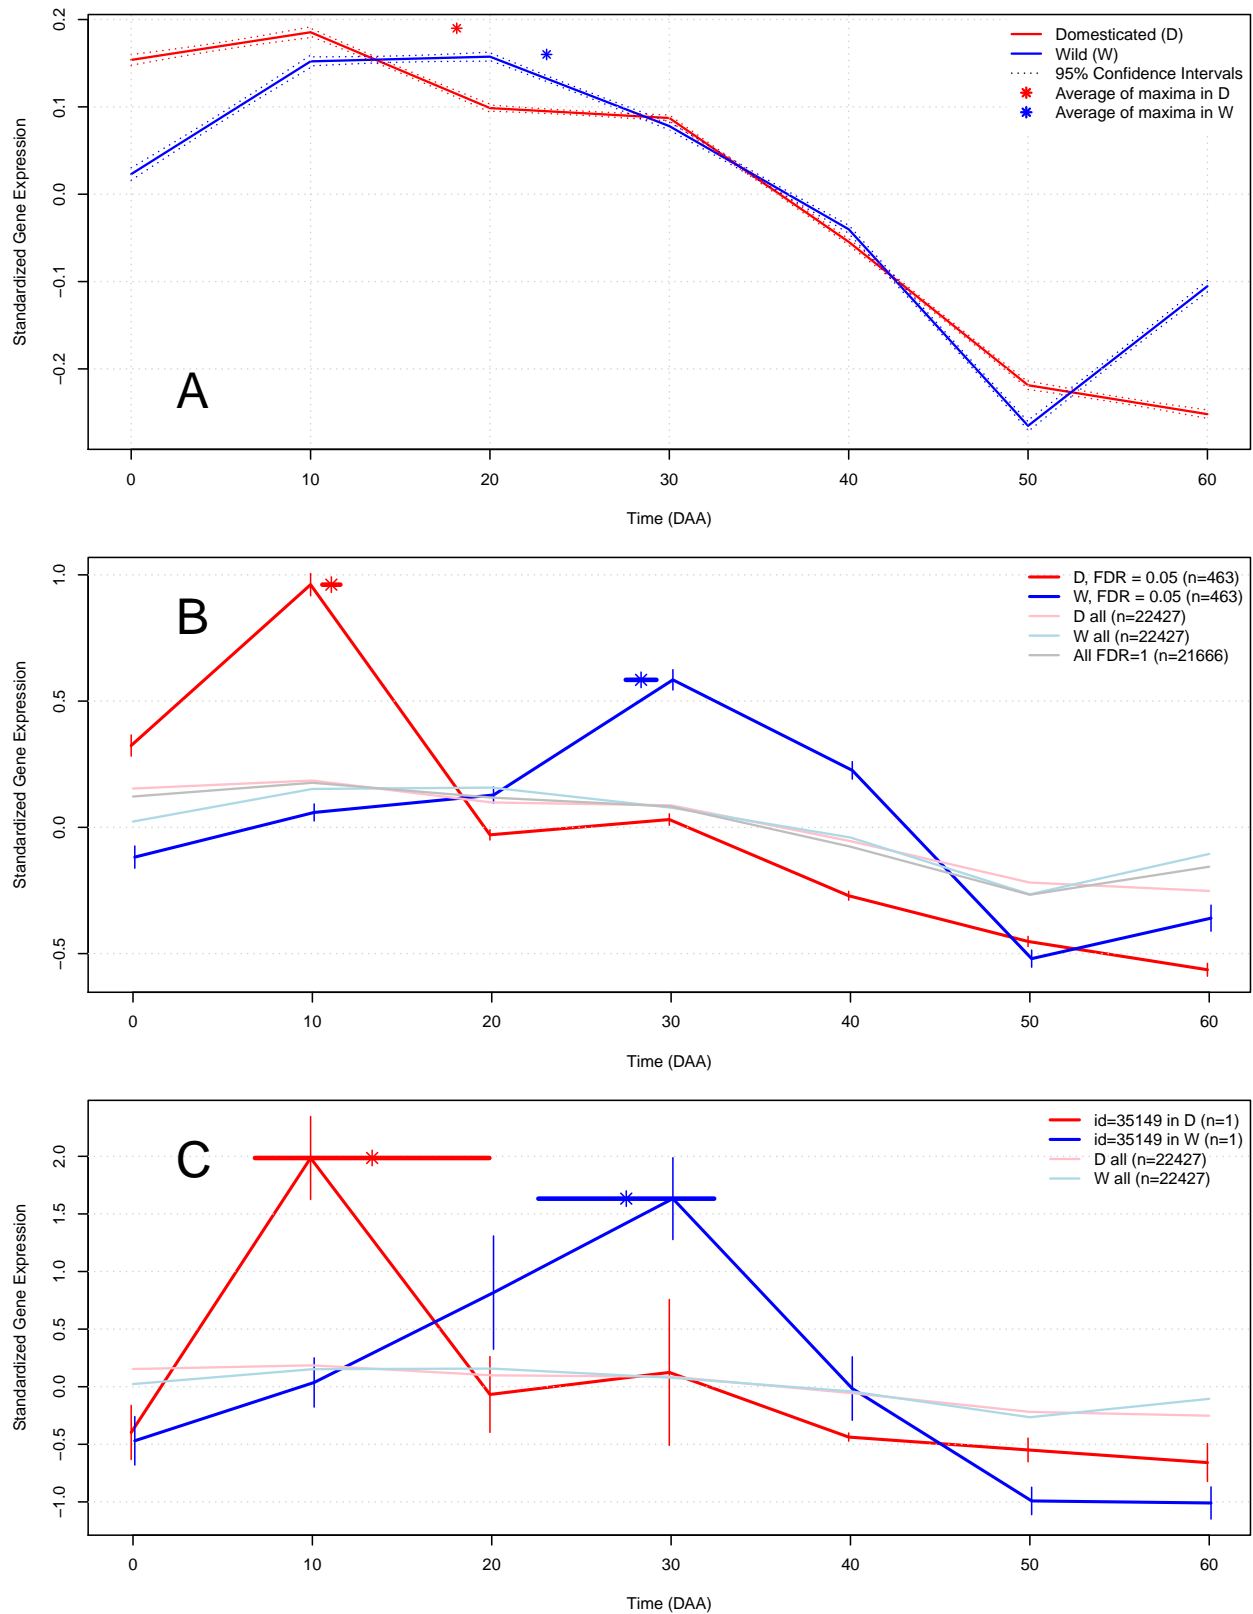 0.2
0.1
0.0
−0.1
−0.2
Standardized Gene Expression
Domesticated (D)
Wild (W)
95% Confidence Intervals
Average of maxima in D
Average of maxima in W
A
0 10 20 30 40 50 60
Time (DAA)
1.0
0.5
0.0
−0.5
Standardized Gene Expression
D, FDR = 0.05 (n=463)
W, FDR = 0.05 (n=463)
D all (n=22427)
W all (n=22427)
All FDR=1 (n=21666)
B
0 10 20 30 40 50 60
Time (DAA)
2.0
1.5
1.0
0.5
0.0
−0.5
−1.0
Standardized Gene Expression
id=35149 in D (n=1)
id=35149 in W (n=1)
D all (n=22427)
W all (n=22427)
C
0 10 20 30 40 50 60
Time (DAA)